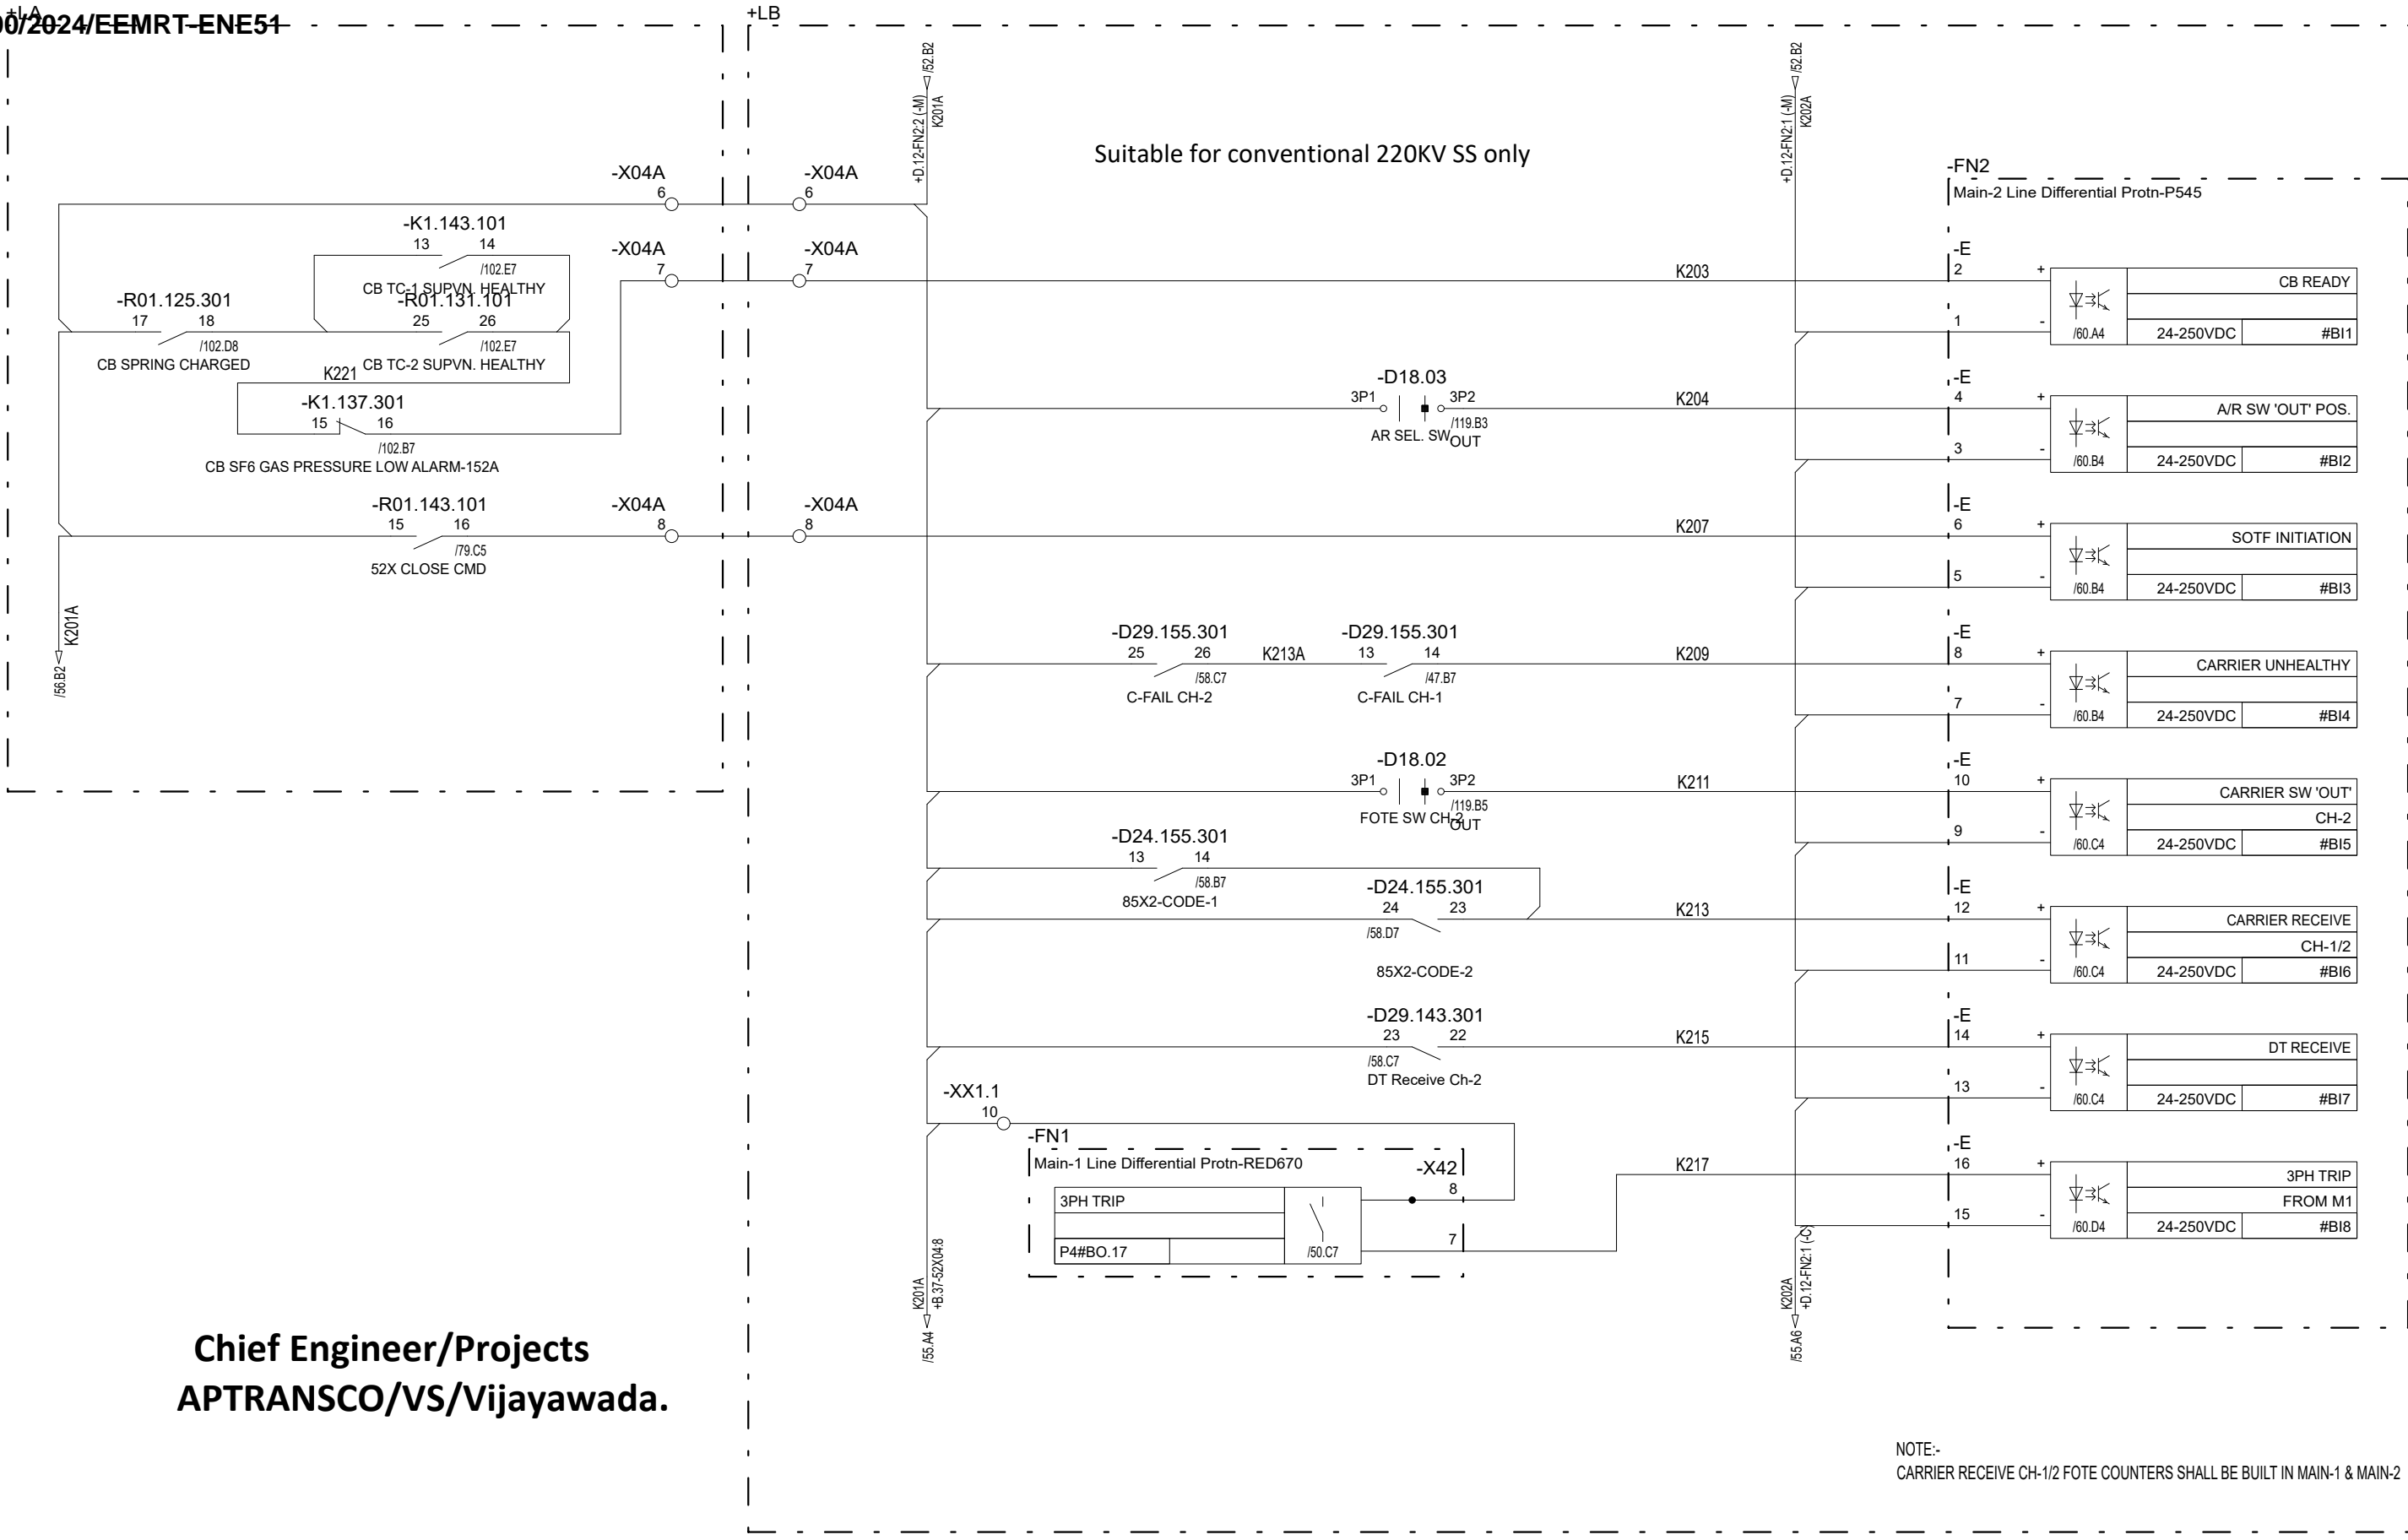 +LA
00/2024/EEMRT-ENE51
+LB
/52.B2
+D.12-FN2:2 (-M)
K201A
/52.B2
+D.12-FN2:1 (-M)
K202A
Suitable for conventional 220KV SS only
-X04A
6
-X04A
6
-K1.143.101
13 14
/102.E7
CB TC-1 SUPVN. HEALTHY
-X04A
7
-X04A
7
K203
-R01.125.301
17 18
/102.D8
CB SPRING CHARGED
-R01.131.101
25 26
/102.E7
CB TC-2 SUPVN. HEALTHY
K221
-K1.137.301
15 16
/102.B7
CB SF6 GAS PRESSURE LOW ALARM-152A
-R01.143.101
15 16
/79.C5
52X CLOSE CMD
-X04A
8
-X04A
8
K207
K201A
/56.B2
-D18.03
3P1 3P2
/119.B3
AR SEL. SW
OUT
K204
-D29.155.301
25 26
/58.C7
C-FAIL CH-2
K213A
-D29.155.301
13 14
/47.B7
C-FAIL CH-1
K209
-D18.02
3P1 3P2
/119.B5
FOTE SW CH-2
OUT
K211
-D24.155.301
13 14
/58.B7
85X2-CODE-1
-D24.155.301
24 23
/58.D7
85X2-CODE-2
K213
-D29.143.301
23 22
/58.C7
DT Receive Ch-2
K215
-XX1.1
10
-FN1
Main-1 Line Differential Protn-RED670
-X42
8
3PH TRIP
P4#BO.17
/50.C7
7
K217
K201A
+B.37-52X04:8
/55.A4
K202A
+D.12-FN2:1 (-C)
/55.A6
-FN2
Main-2 Line Differential Protn-P545
-E
2 +
CB READY
1 -
/60.A4 24-250VDC #BI1
-E
4 +
A/R SW 'OUT' POS.
3 -
/60.B4 24-250VDC #BI2
-E
6 +
SOTF INITIATION
5 -
/60.B4 24-250VDC #BI3
-E
8 +
CARRIER UNHEALTHY
7 -
/60.B4 24-250VDC #BI4
-E
10 +
CARRIER SW 'OUT'
CH-2
9 -
/60.C4 24-250VDC #BI5
-E
12 +
CARRIER RECEIVE
CH-1/2
11 -
/60.C4 24-250VDC #BI6
-E
14 +
DT RECEIVE
13 -
/60.C4 24-250VDC #BI7
-E
16 +
3PH TRIP
FROM M1
15 -
/60.D4 24-250VDC #BI8
Chief Engineer/Projects
APTRANSCO/VS/Vijayawada.
NOTE:-
CARRIER RECEIVE CH-1/2 FOTE COUNTERS SHALL BE BUILT IN MAIN-1 & MAIN-2